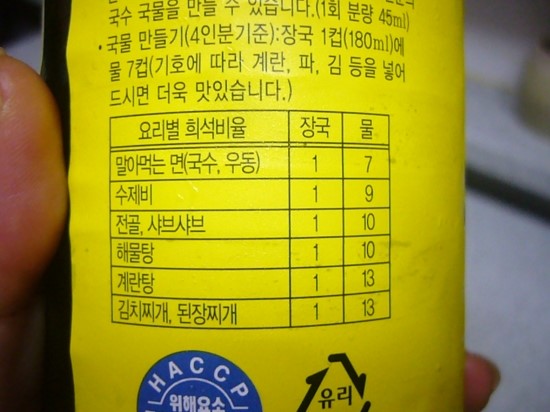 국수 국물을 만들 수 있습니다.(1회 분량 45ml)
• 국물 만들기(4인분기준):장국 1컵(180ml)에
물 7컵(기호에 따라 계란, 파, 김 등을 넣어
드시면 더욱 맛있습니다.)
요리별 희석비율 장국 물
말아먹는 면(국수, 우동) 1 7
수제비 1 9
전골, 샤브샤브 1 10
해물탕 1 10
계란탕 1 13
김치찌개, 된장찌개 1 13
HACCP
위해요소
유리